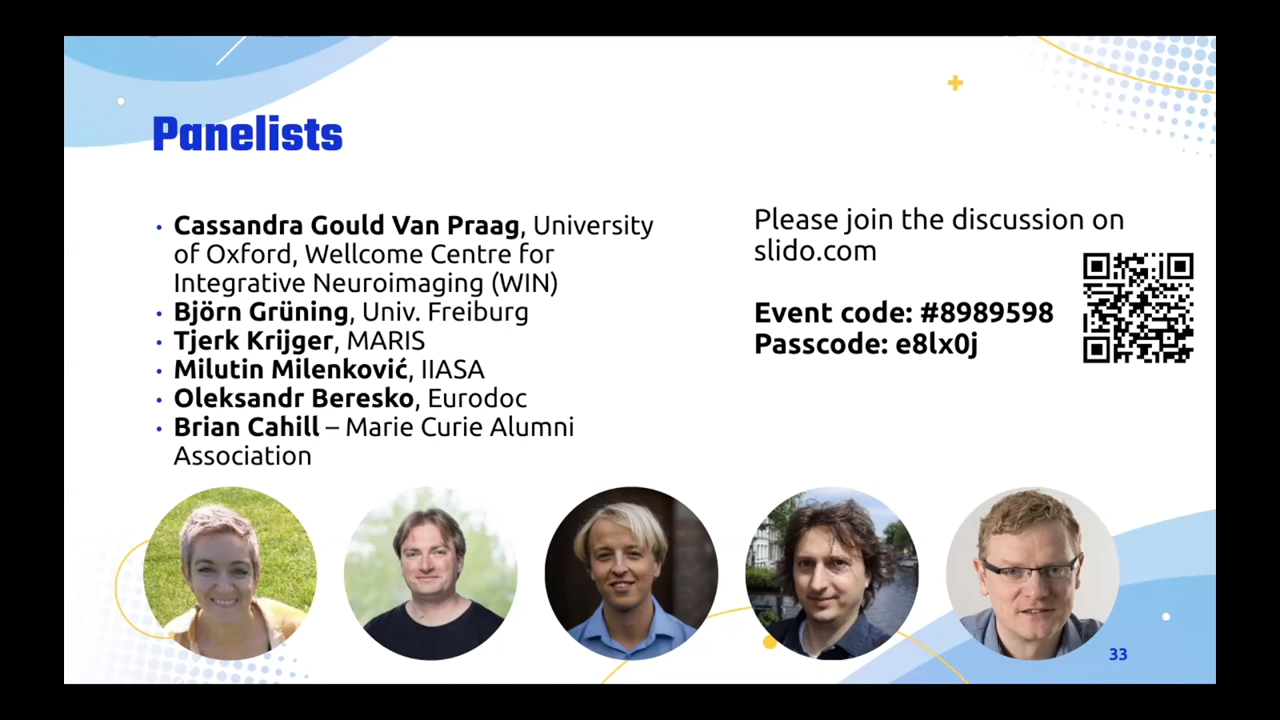 Panelists
• Cassandra Gould Van Praag, University
of Oxford, Wellcome Centre for
Integrative Neuroimaging (WIN)
• Björn Grüning, Univ. Freiburg
• Tjerk Krijger, MARIS
• Milutin Milenković, IIASA
• Oleksandr Beresko, Eurodoc
• Brian Cahill – Marie Curie Alumni
Association
Please join the discussion on
slido.com
Event code: #8989598
Passcode: e8lx0j
33